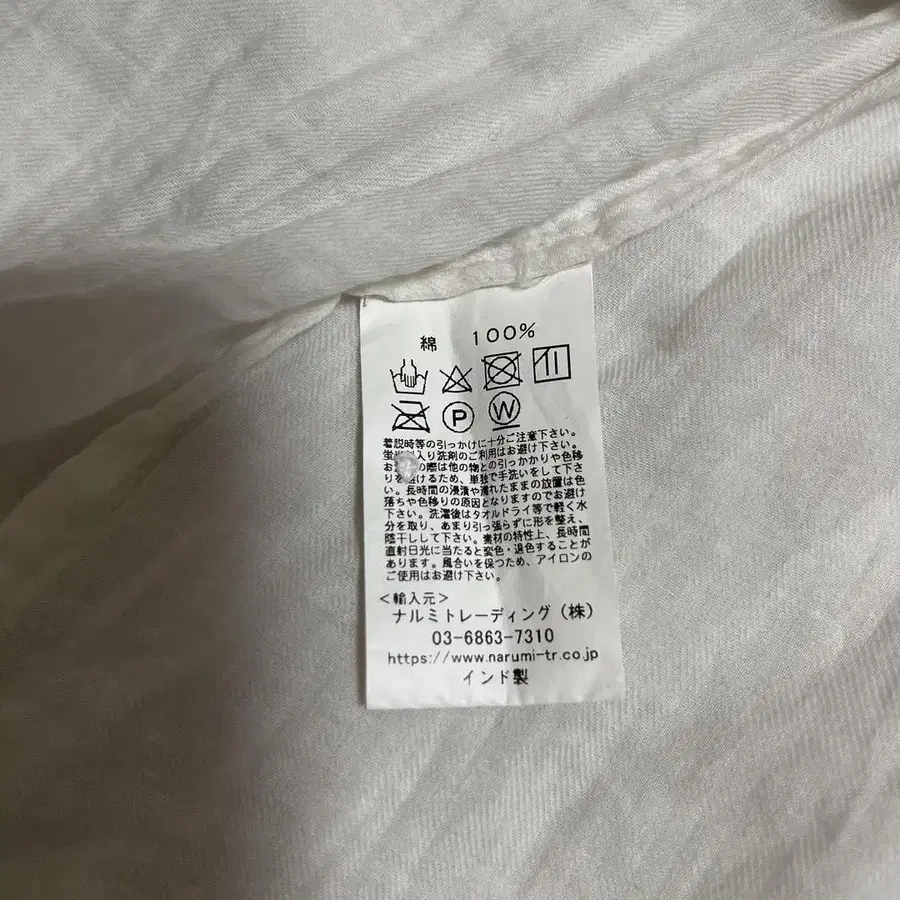 綿 100%
P W
着脱時等の引っかけに十分ご注意下さい。
蛍光剤入り洗剤のご利用はお避け下さい。
お の際は他の物との引っかかりや色移
りを避けるため、単独で手洗いをして下さ
い。長時間の浸漬や濡れたままの放置は色
落ちや色移りの原因となりますのでお避け
下さい。洗濯後はタオルドライ等で軽く水
分を取り、あまり引っ張らずに形を整え、
陰干しして下さい。素材の特性上、長時間
直射日光に当たると変色・退色することが
あります。風合いを保つため、アイロンの
ご使用はお避け下さい。
<輸入元>
ナルミトレーディング(株)
03-6863-7310
https://www.narumi-tr.co.jp
インド製